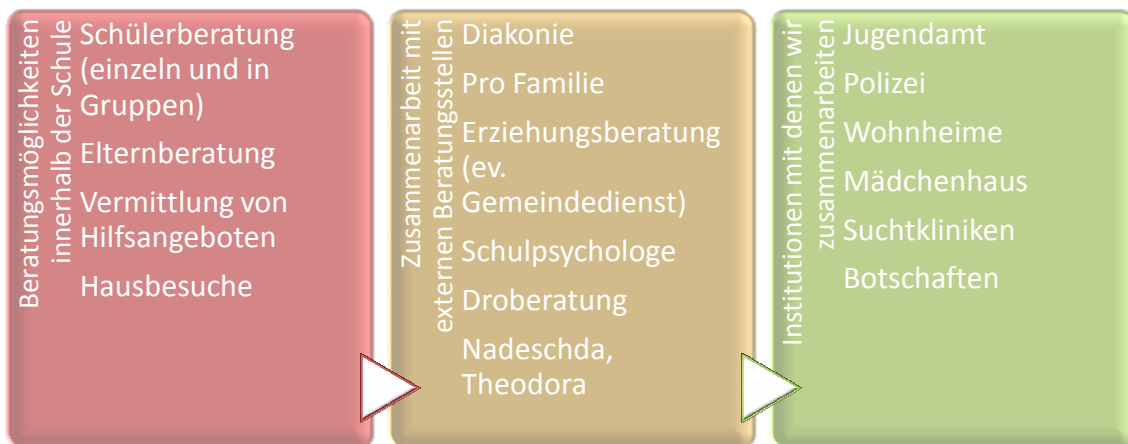 Beratungsmöglichkeiten
innerhalb der Schule
Schülerberatung
(einzeln und in
Gruppen)
Elternberatung
Vermittlung von
Hilfsangeboten
Hausbesuche
Zusammenarbeit mit
externen Beratungsstellen
Diakonie
Pro Familie
Erziehungsberatung
(ev.
Gemeindedienst)
Schulpsychologe
Droberatung
Nadeschda,
Theodora
Institutionen mit denen wir
zusammenarbeiten
Jugendamt
Polizei
Wohnheime
Mädchenhaus
Suchtkliniken
Botschaften